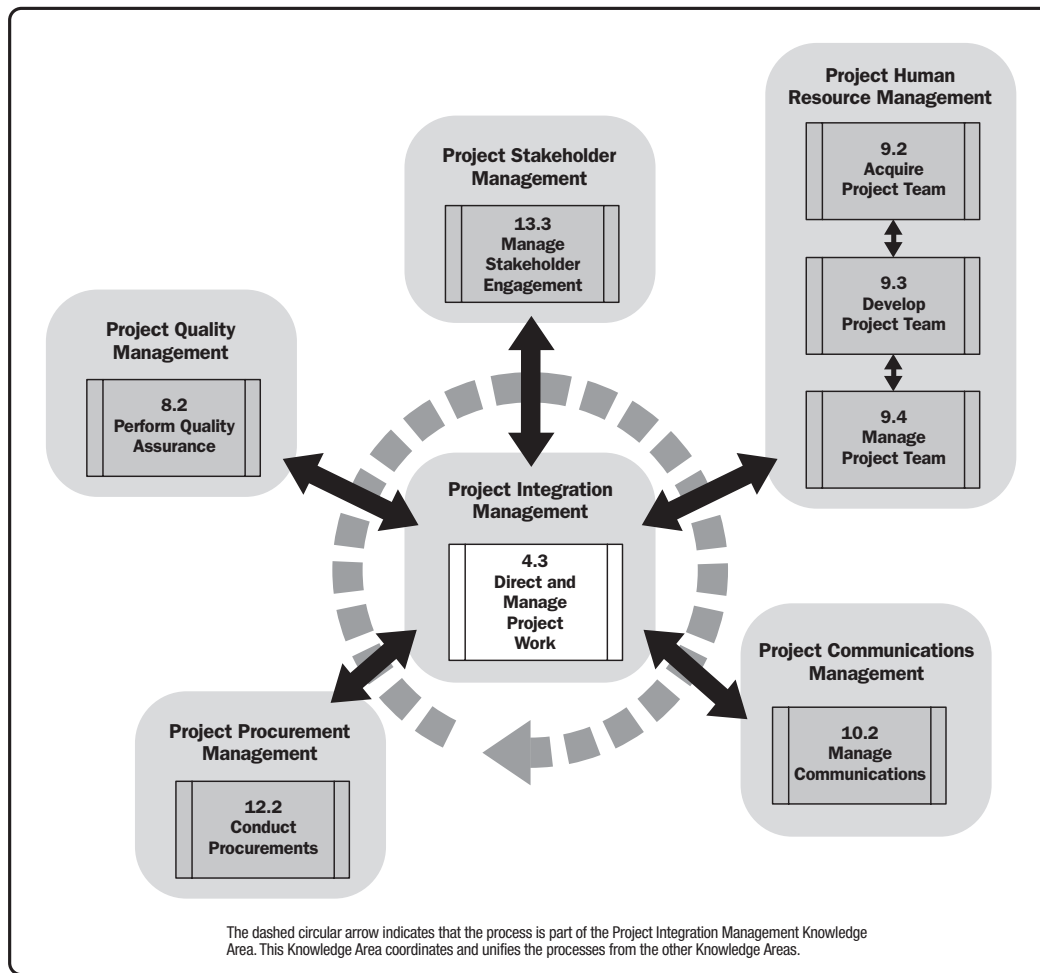 Project Human
Resource Management
9.2
Acquire
Project Team
9.3
Develop
Project Team
9.4
Manage
Project Team
Project Stakeholder
Management
13.3
Manage
Stakeholder
Engagement
Project Quality
Management
8.2
Perform Quality
Assurance
Project Integration
Management
4.3
Direct and
Manage
Project
Work
Project Communications
Management
10.2
Manage
Communications
Project Procurement
Management
12.2
Conduct
Procurements
The dashed circular arrow indicates that the process is part of the Project Integration Management Knowledge
Area. This Knowledge Area coordinates and unifies the processes from the other Knowledge Areas.